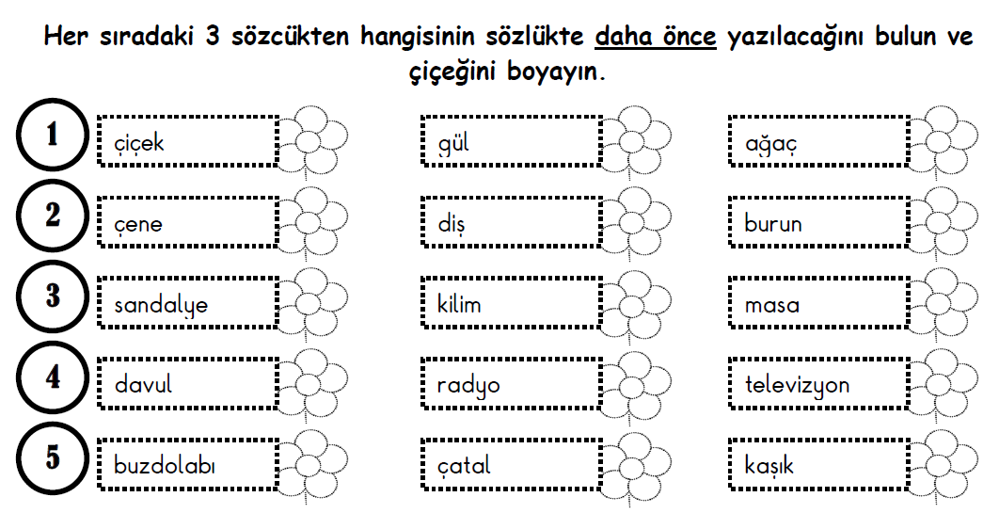 Her sıradaki 3 sözcükten hangisinin sözlükte daha önce yazılacağını bulun ve
çiçeğini boyayın.
1 çiçek gül ağaç
2 çene diş burun
3 sandalye kilim masa
4 davul radyo televizyon
5 buzdolabı çatal kaşık